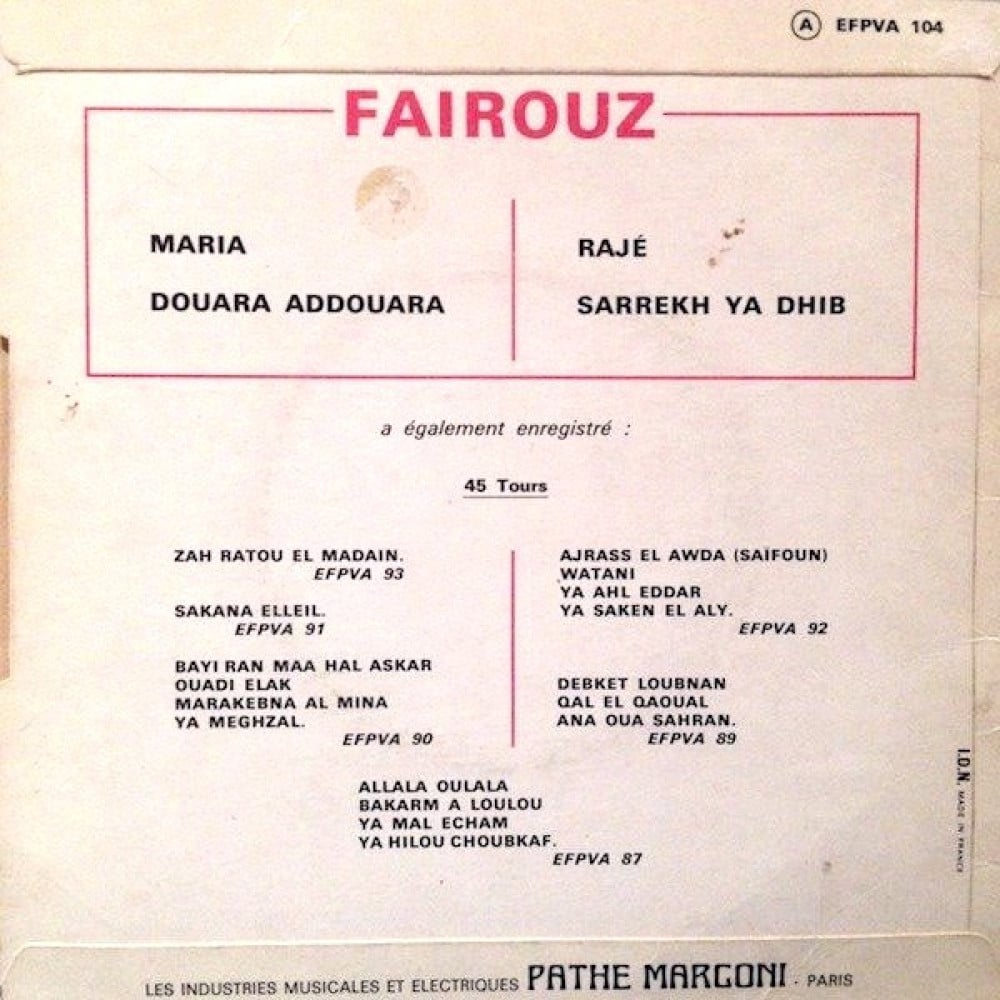 Ⓐ EFPVA 104
FAIROUZ
MARIA
DOUARA ADDOUARA
RAJÉ
SARREKH YA DHIB
a également enregistré :
45 Tours
ZAH RATOU EL MADAIN.
EFPVA 93
SAKANA ELLEIL.
EFPVA 91
BAYI RAN MAA HAL ASKAR
OUADI ELAK
MARAKEBNA AL MINA
YA MEGHZAL.
EFPVA 90
AJRASS EL AWDA (SAÏFOUN)
WATANI
YA AHL EDDAR
YA SAKEN EL ALY.
EFPVA 92
DEBKET LOUBNAN
QAL EL QAOUAL
ANA OUA SAHRAN.
EFPVA 89
ALLALA OULALA
BAKARM A LOULOU
YA MAL ECHAM
YA HILOU CHOUBKAF.
EFPVA 87
I.D.N. MADE IN FRANCE
LES INDUSTRIES MUSICALES ET ELECTRIQUES PATHE MARCONI - PARIS